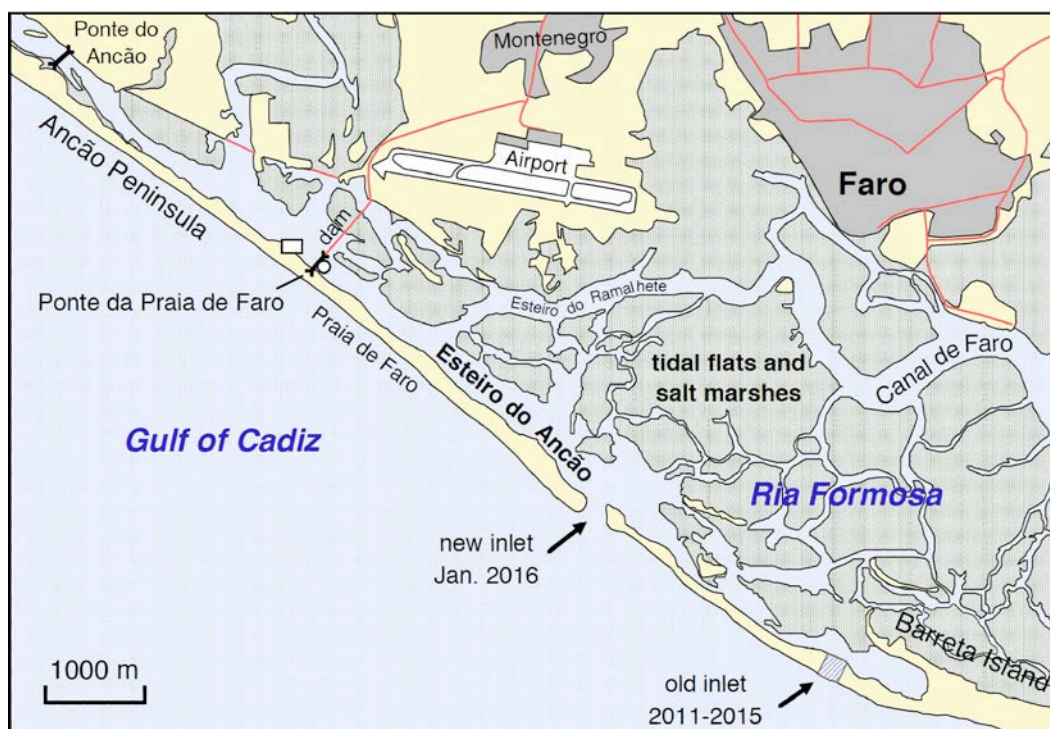 Ponte do
Ancão
Montenegro
Ancão Peninsula
Airport
Faro
dam
Ponte da Praia de Faro
Esteiro do Ramalhete
Praia de Faro
Esteiro do Ancão
tidal flats and
salt marshes
Canal de Faro
Gulf of Cadiz
Ria Formosa
new inlet
Jan. 2016
Barreta Island
1000 m
old inlet
2011-2015